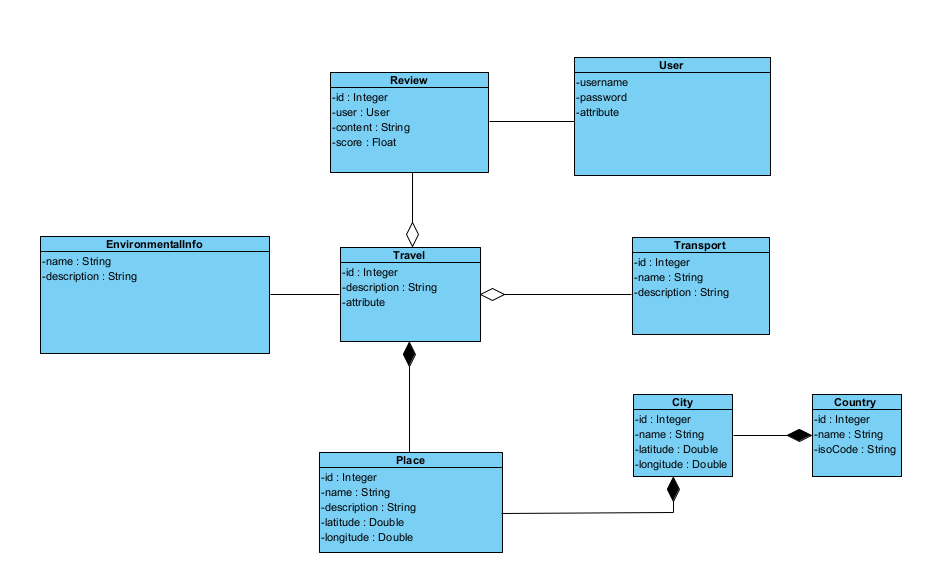 Review
-id : Integer
-user : User
-content : String
-score : Float
User
-username
-password
-attribute
EnvironmentalInfo
-name : String
-description : String
Travel
-id : Integer
-description : String
-attribute
Transport
-id : Integer
-name : String
-description : String
City
-id : Integer
-name : String
-latitude : Double
-longitude : Double
Country
-id : Integer
-name : String
-isoCode : String
Place
-id : Integer
-name : String
-description : String
-latitude : Double
-longitude : Double